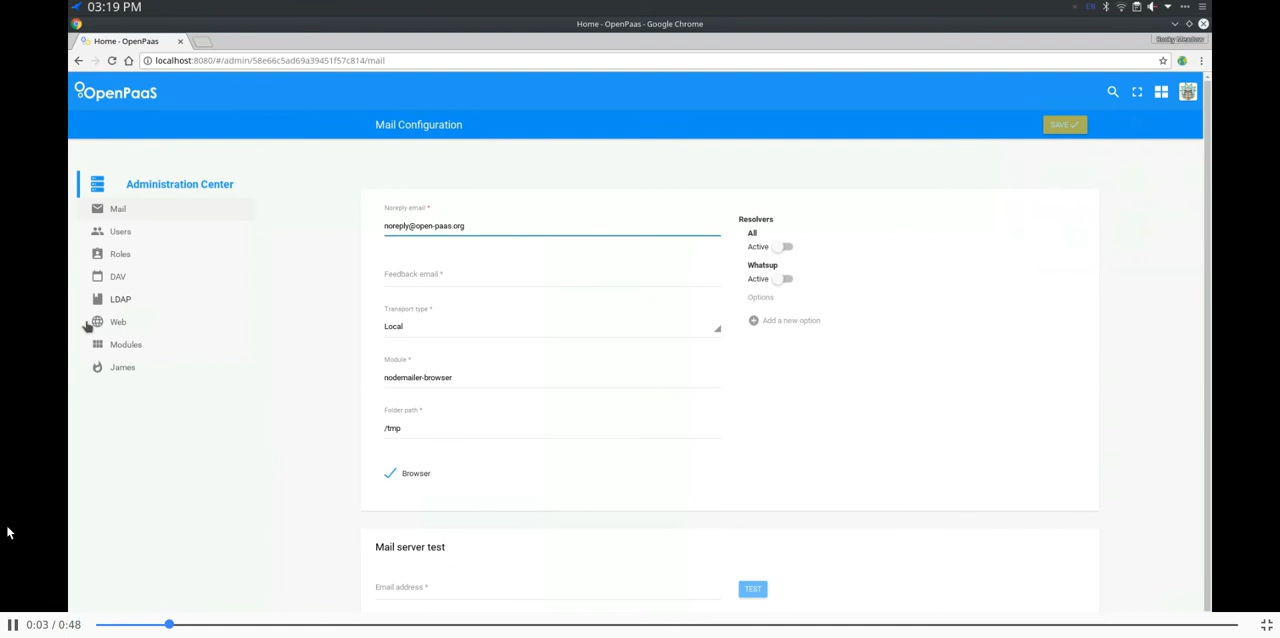 03:19 PM
EN
Home - OpenPaas - Google Chrome
Home - OpenPaas
Rocky Meadow
localhost:8080/#/admin/58e66c5ad69a39451f57c814/mail
OpenPaaS
Mail Configuration
SAVE
Administration Center
Mail
Users
Roles
DAV
LDAP
Web
Modules
James
Noreply email *
noreply@open-paas.org
Feedback email *
Transport type *
Local
Module *
nodemailer-browser
Folder path *
/tmp
Browser
Resolvers
All
Active
Whatsup
Active
Options
Add a new option
Mail server test
Email address *
TEST
0:03 / 0:48